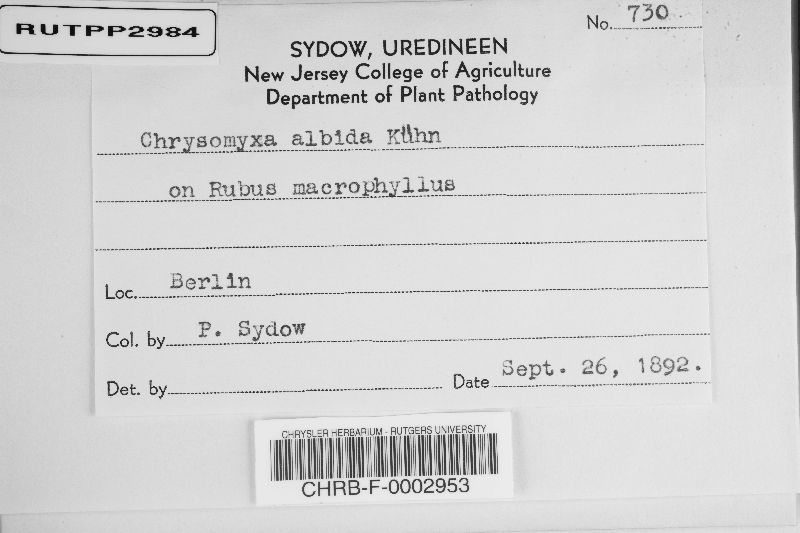 RUTPP2984
No. 730
SYDOW, UREDINEEN
New Jersey College of Agriculture
Department of Plant Pathology
Chrysomyxa albida Kühn
on Rubus macrophyllus
Loc. Berlin
Col. by P. Sydow
Det. by Date Sept. 26, 1892.
CHRYSLER HERBARIUM - RUTGERS UNIVERSITY
CHRB-F-0002953